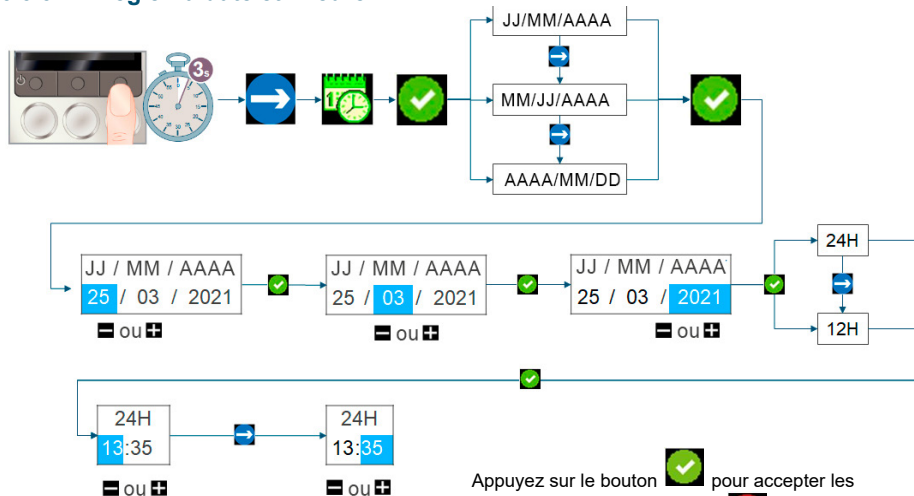 JJ/MM/AAAA
3s
MM/JJ/AAAA
AAAA/MM/DD
JJ / MM / AAAA
25 / 03 / 2021
ou
JJ / MM / AAAA
25 / 03 / 2021
ou
JJ / MM / AAAA
25 / 03 / 2021
ou
24H
12H
24H
13:35
ou
24H
13:35
ou
Appuyez sur le bouton pour accepter les